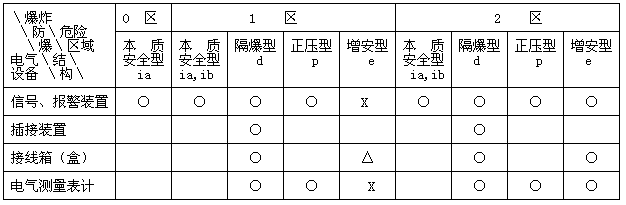 ＼爆炸 0 区 1 区 2 区
＼防＼危险
＼爆＼区域 本 质 本 质 隔爆型 正压型 增安型 本 质 隔爆型 正压型 增安型
电气＼结＼ 安全型 安全型 d p e 安全型 d p e
设备 ＼构＼ ia ia,ib ia,ib
信号、报警装置 ○ ○ ○ ○ x ○ ○ ○ ○
插接装置 ○ ○
接线箱（盒） ○ △ ○ ○
电气测量表计 ○ ○ x ○ ○ ○